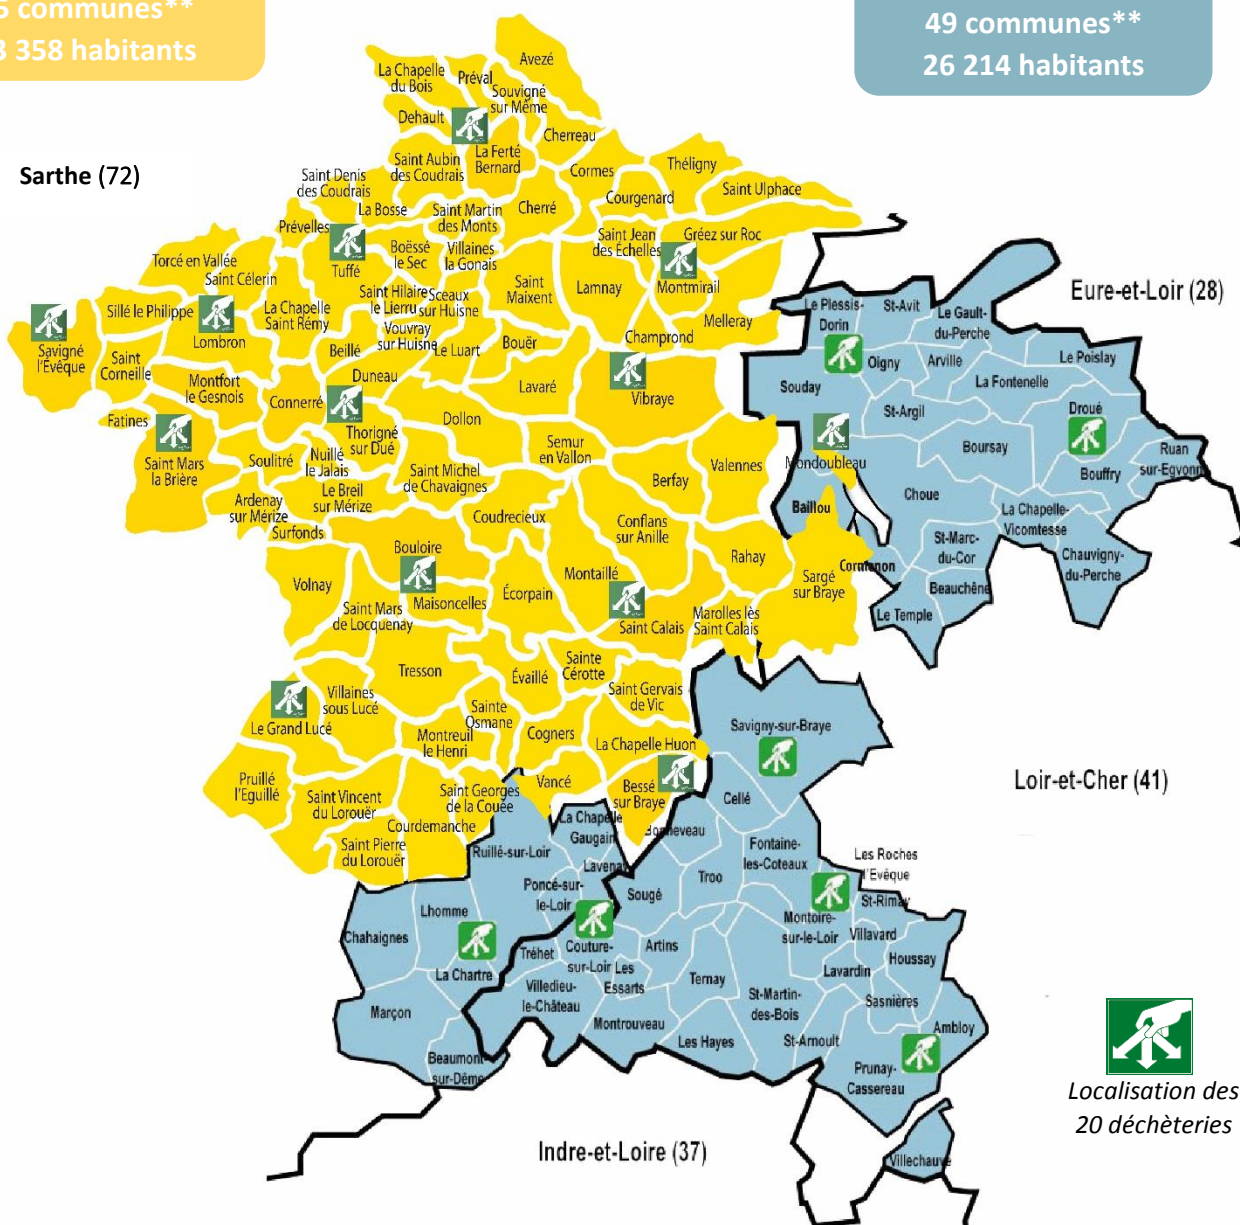 5 communes**
3 358 habitants
49 communes**
26 214 habitants
Sarthe (72)
Eure-et-Loir (28)
Loir-et-Cher (41)
Indre-et-Loire (37)
Avezé
La Chapelle
du Bois
Préval
Souvigné
sur Même
Dehault
Cherreau
La Ferté
Bernard
Saint Aubin
des Coudrais
Cormes
Théligny
Saint Denis
des Coudrais
Courgenard
Saint Ulphace
La Bosse
Saint Martin
des Monts
Cherré
Prévelles
Saint Jean
des Échelles
Gréez sur Roc
Tuffé
Boëssé
le Sec
Villaines
la Gonais
Torcé en Vallée
Saint Célerin
Saint
Maixent
Lamnay
Montmirail
Saint Hilaire
le Lierru
Sceaux
sur Huisne
La Chapelle
Saint Rémy
Sillé le Philippe
Melleray
Vouvray
sur Huisne
Champrond
Savigné
l'Evêque
Saint
Corneille
Lombron
Beillé
Le Luart
Bouër
Montfort
le Gesnois
Duneau
Lavaré
Vibraye
Connerré
Fatines
Dollon
Thorigné
sur Dué
Semur
en Vallon
Saint Mars
la Brière
Soulitré
Nuillé
le Jalais
Saint Michel
de Chavaignes
Valennes
Berfay
Ardenay
sur Mérize
Le Breil
sur Mérize
Coudrecieux
Conflans
sur Anille
Surfonds
Bouloire
Rahay
Volnay
Maisoncelles
Écorpain
Montaillé
Sargé
sur Braye
Saint Mars
de Locquenay
Saint Calais
Marolles lès
Saint Calais
Tresson
Évaillé
Sainte
Cérotte
Saint Gervais
de Vic
Villaines
sous Lucé
Le Grand Lucé
Sainte
Osmane
Montreuil
le Henri
Cogners
La Chapelle Huon
Pruillé
l'Eguillé
Saint Vincent
du Lorouër
Saint Georges
de la Couée
Vancé
Bessé
sur Braye
Courdemanche
Saint Pierre
du Lorouër
Le Plessis-
Dorin
St-Avit
Le Gault-
du-Perche
Oigny
Arville
Le Poislay
Souday
La Fontenelle
St-Argil
Droué
Boursay
Ruan
sur-Egvonne
Mondoubleau
Bouffry
Baillou
Choue
La Chapelle-
Vicomtesse
St-Marc-
du-Cor
Chauvigny-
du-Perche
Cormenon
Beauchêne
Le Temple
Savigny-sur-Braye
Cellé
La Chapelle
Gaugain
Bonneveau
Fontaine-
les-Coteaux
Les Roches
l'Evêque
Ruillé-sur-Loir
Lavenay
Troo
St-Rimay
Poncé-sur-
le-Loir
Sougé
Lhomme
Montoire-
sur-le-Loir
Villavard
Chahaignes
Tréhet
Couture-
sur-Loir
Artins
Houssay
La Chartre
Les
Essarts
Ternay
Lavardin
Villedieu-
le-Château
St-Martin-
des-Bois
Sasnières
Marçon
Montrouveau
Les Hayes
St-Arnoult
Ambloy
Beaumont
sur-Dême
Prunay-
Cassereau
Villechauve
Localisation des
20 déchèteries